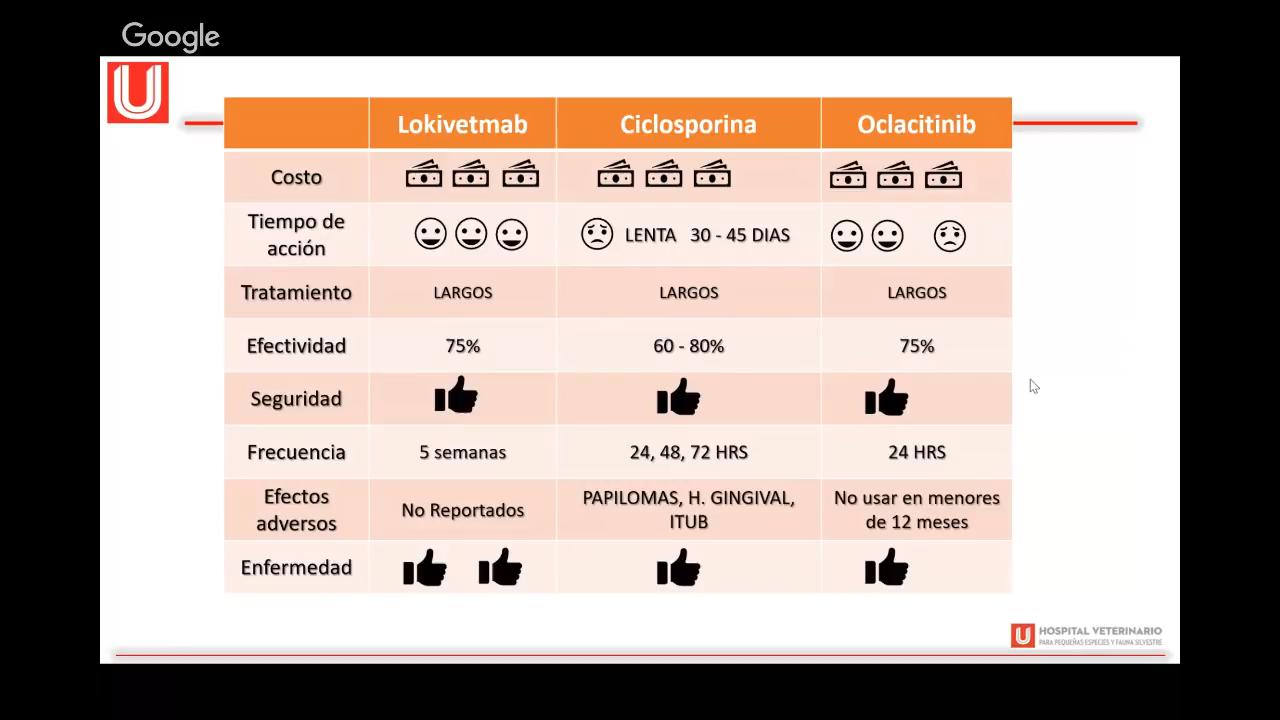 Google
U
Lokivetmab Ciclosporina Oclacitinib
Costo
Tiempo de
acción
LENTA 30 - 45 DIAS
Tratamiento LARGOS LARGOS LARGOS
Efectividad 75% 60 - 80% 75%
Seguridad
Frecuencia 5 semanas 24, 48, 72 HRS 24 HRS
Efectos
adversos
No Reportados
PAPILOMAS, H. GINGIVAL,
ITUB
No usar en menores
de 12 meses
Enfermedad
U
HOSPITAL VETERINARIO
PARA PEQUEÑAS ESPECIES Y FAUNA SILVESTRE